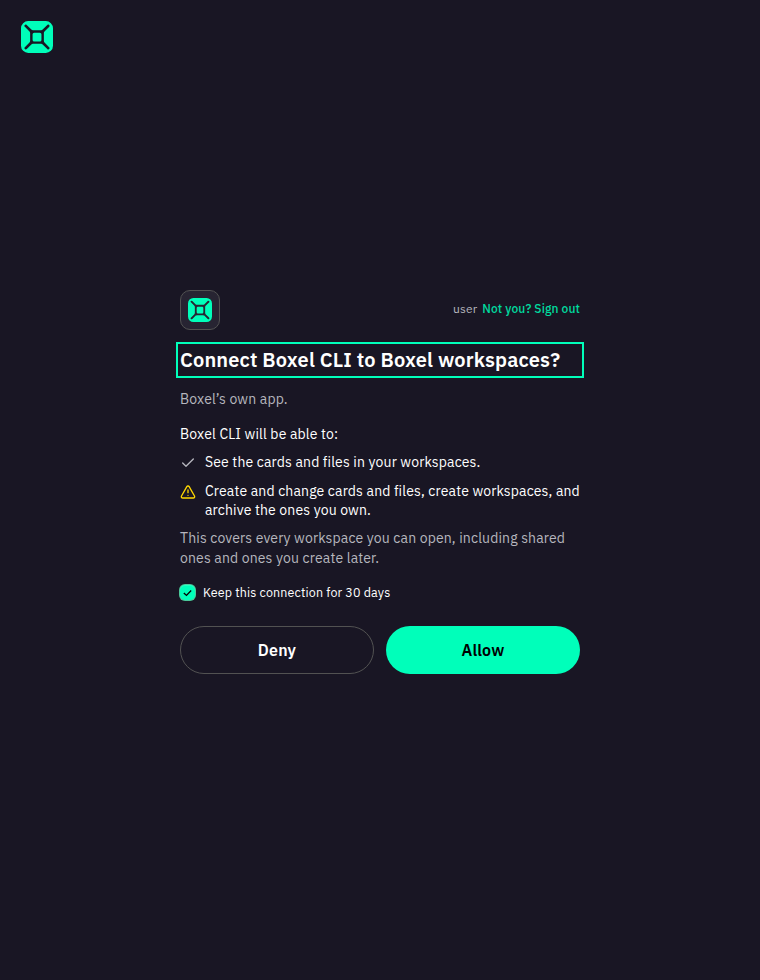 user Not you? Sign out
Connect Boxel CLI to Boxel workspaces?
Boxel’s own app.
Boxel CLI will be able to:
See the cards and files in your workspaces.
Create and change cards and files, create workspaces, and
archive the ones you own.
This covers every workspace you can open, including shared
ones and ones you create later.
Keep this connection for 30 days
Deny
Allow